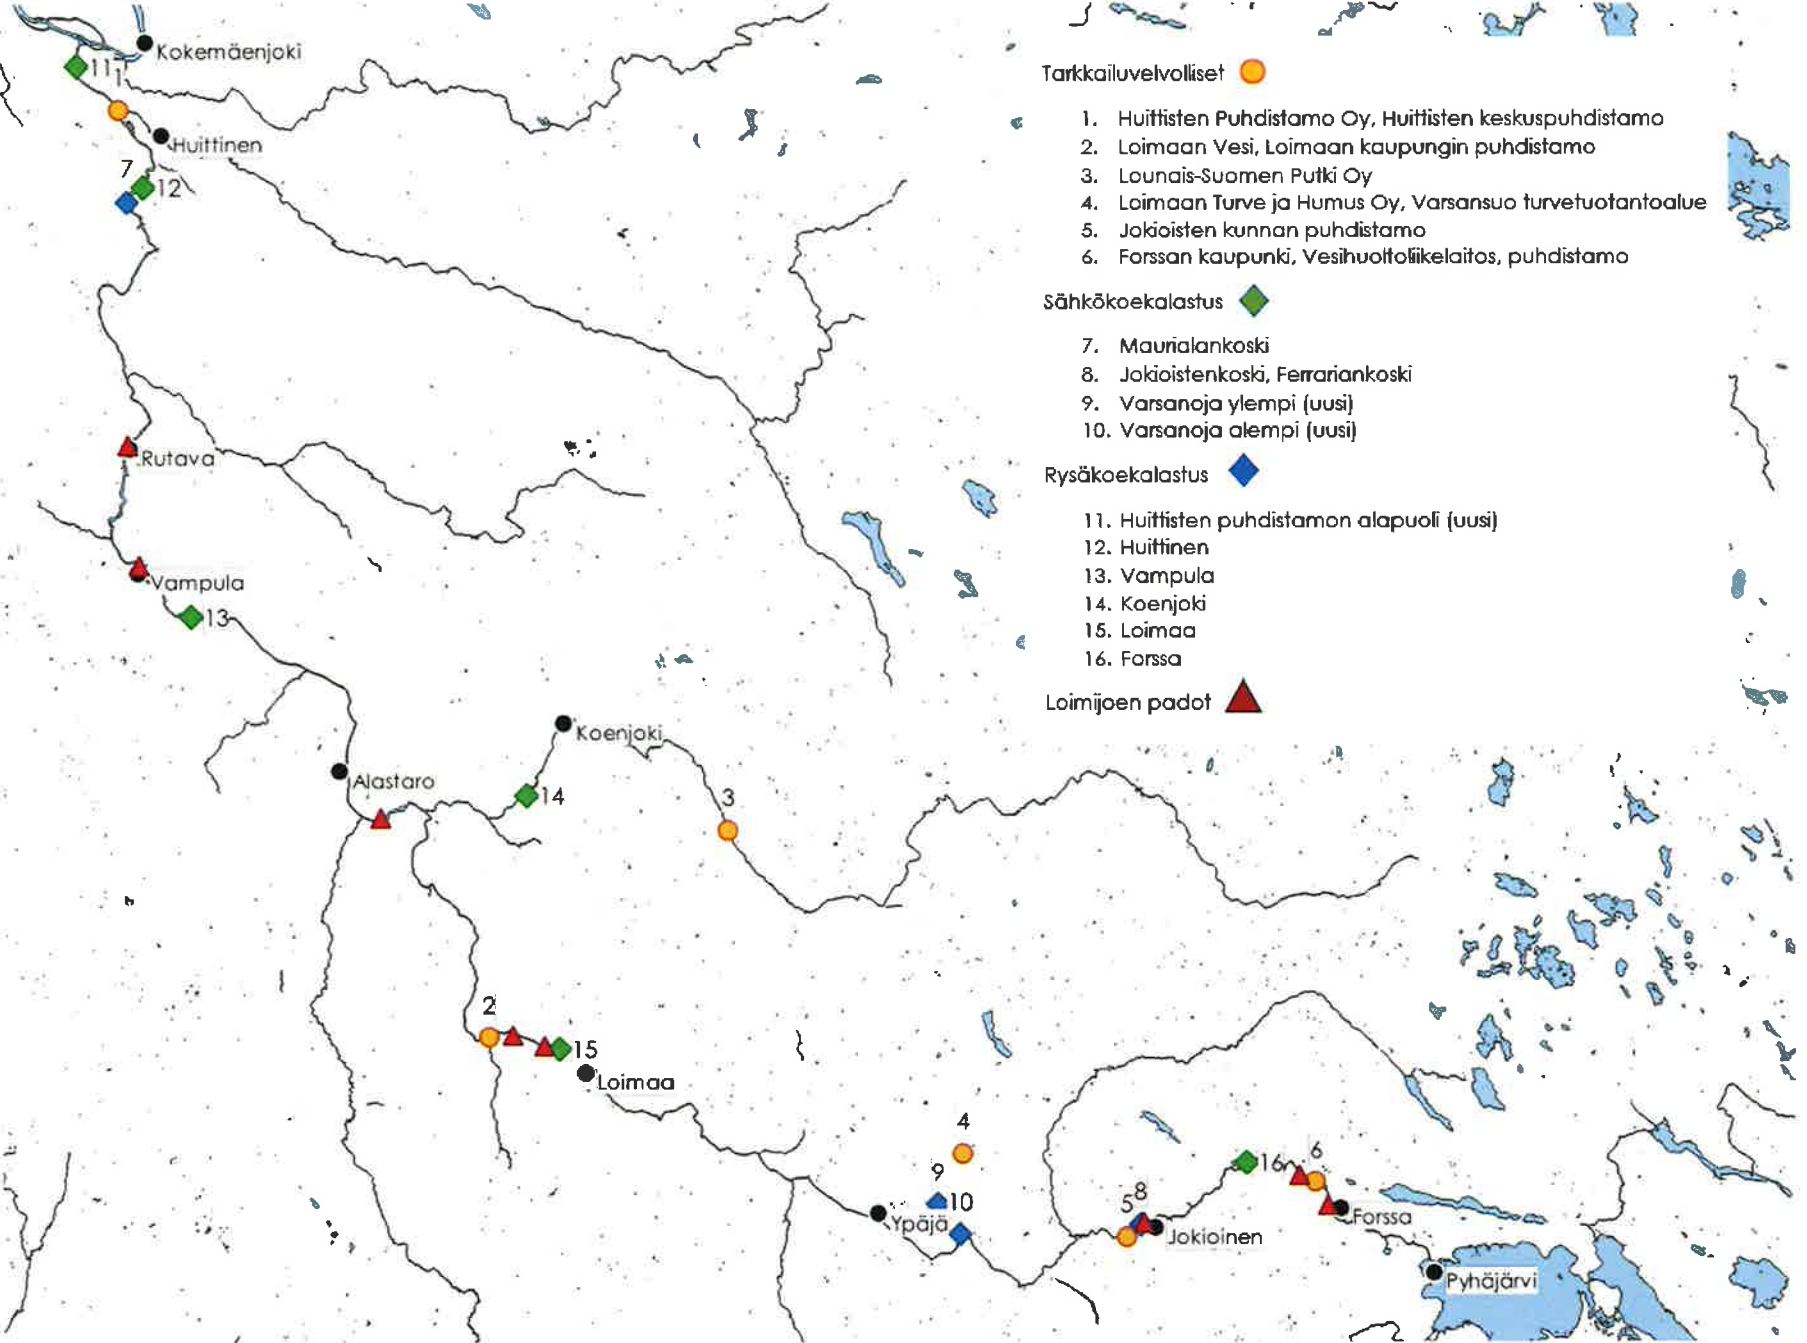 Kokemäenjoki
11
1
Huittinen
7
12
Rutava
Vampula
13
Koenjoki
Alastaro
14
3
2
15
Loimaa
4
9
10
Ypäjä
5
8
Jokioinen
16
6
Forssa
Pyhäjärvi
Tarkkailuvelvolliset
1. Huittisten Puhdistamo Oy, Huittisten keskuspuhdistamo
2. Loimaan Vesi, Loimaan kaupungin puhdistamo
3. Lounais-Suomen Putki Oy
4. Loimaan Turve ja Humus Oy, Varsansuo turvetuotantoalue
5. Jokioisten kunnan puhdistamo
6. Forssan kaupunki, Vesihuoltoliikelaitos, puhdistamo
Sähkökoekalastus
7. Maurialankoski
8. Jokioistenkoski, Ferrariankoski
9. Varsanoja ylempi (uusi)
10. Varsanoja alempi (uusi)
Rysäkoekalastus
11. Huittisten puhdistamon alapuoli (uusi)
12. Huittinen
13. Vampula
14. Koenjoki
15. Loimaa
16. Forssa
Loimijoen padot